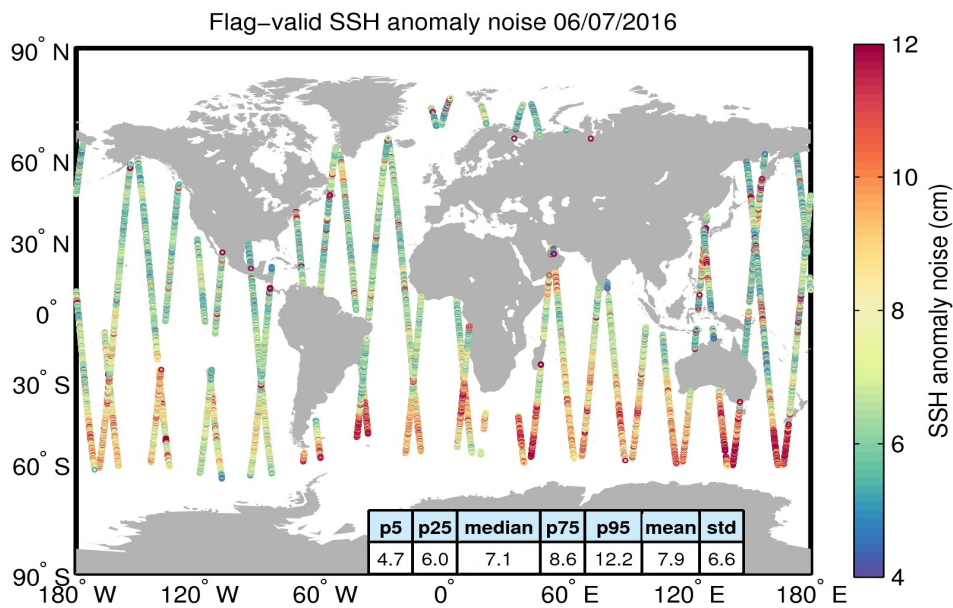 Flag−valid SSH anomaly noise 06/07/2016
90° N
60° N
30° N
0°
30° S
60° S
90° S
180° W
120° W
60° W
0°
60° E
120° E
180° E
p5 p25 median p75 p95 mean std
4.7 6.0 7.1 8.6 12.2 7.9 6.6
12
10
8
6
4
SSH anomaly noise (cm)